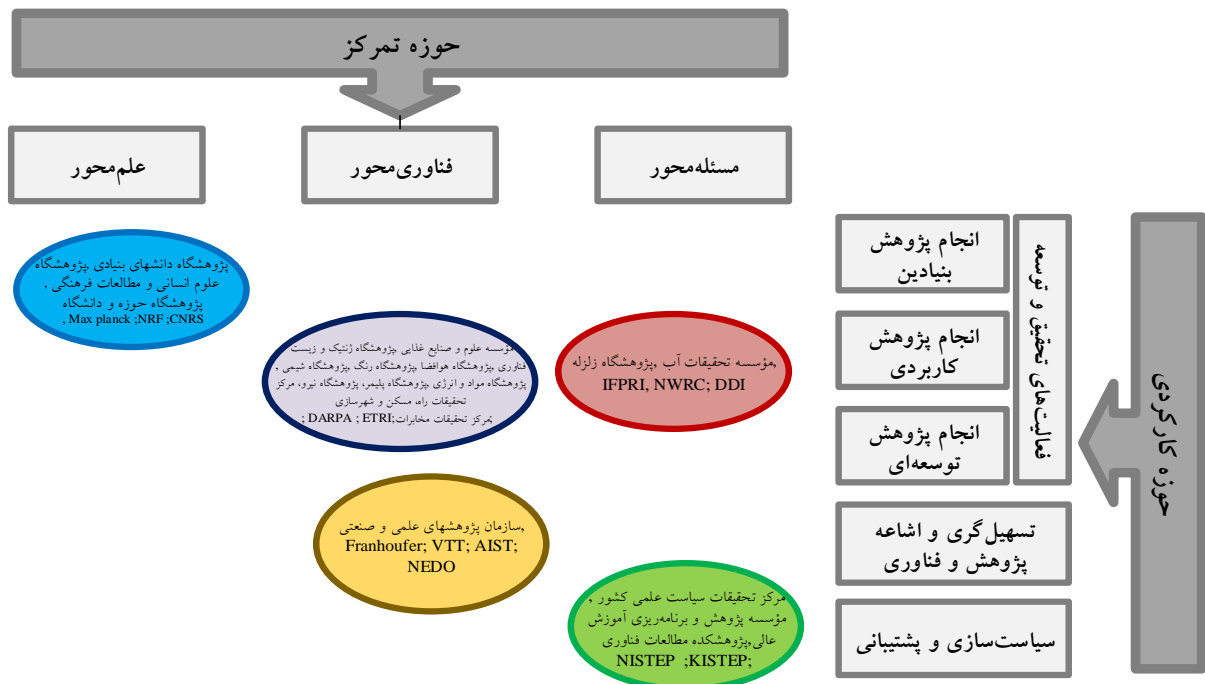 حوزه تمرکز
مسئله‌محور
فناوری‌محور
علم‌محور
حوزه کارکردی
فعالیت‌های تحقیق و توسعه
انجام پژوهش
بنیادین
انجام پژوهش
کاربردی
انجام پژوهش
توسعه‌ای
تسهیل‌گری و اشاعه
پژوهش و فناوری
سیاست‌سازی و پشتیبانی
پژوهشگاه دانشهای بنیادی ,پژوهشگاه
علوم انسانی و مطالعات فرهنگی ,
پژوهشگاه حوزه و دانشگاه
, Max planck ;NRF ;CNRS
مؤسسه علوم و صنایع غذایی ,پژوهشگاه ژنتیک و زیست
فناوری ,پژوهشگاه هوافضا ,پژوهشگاه رنگ ,پژوهشگاه شیمی ,
پژوهشگاه مواد و انرژی ,پژوهشگاه پلیمر, پژوهشگاه نیرو, مرکز
تحقیقات راه, مسکن و شهرسازی
;مرکز تحقیقات مخابرات; DARPA ; ETRI ;
مؤسسه تحقیقات آب ,پژوهشگاه زلزله,
IFPRI, NWRC; DDI
سازمان پژوهشهای علمی و صنعتی,
Franhoufer; VTT; AIST;
NEDO
مرکز تحقیقات سیاست علمی کشور ,
مؤسسه پژوهش و برنامه‌ریزی آموزش
عالی,پژوهشکده مطالعات فناوری
NISTEP ;KISTEP;